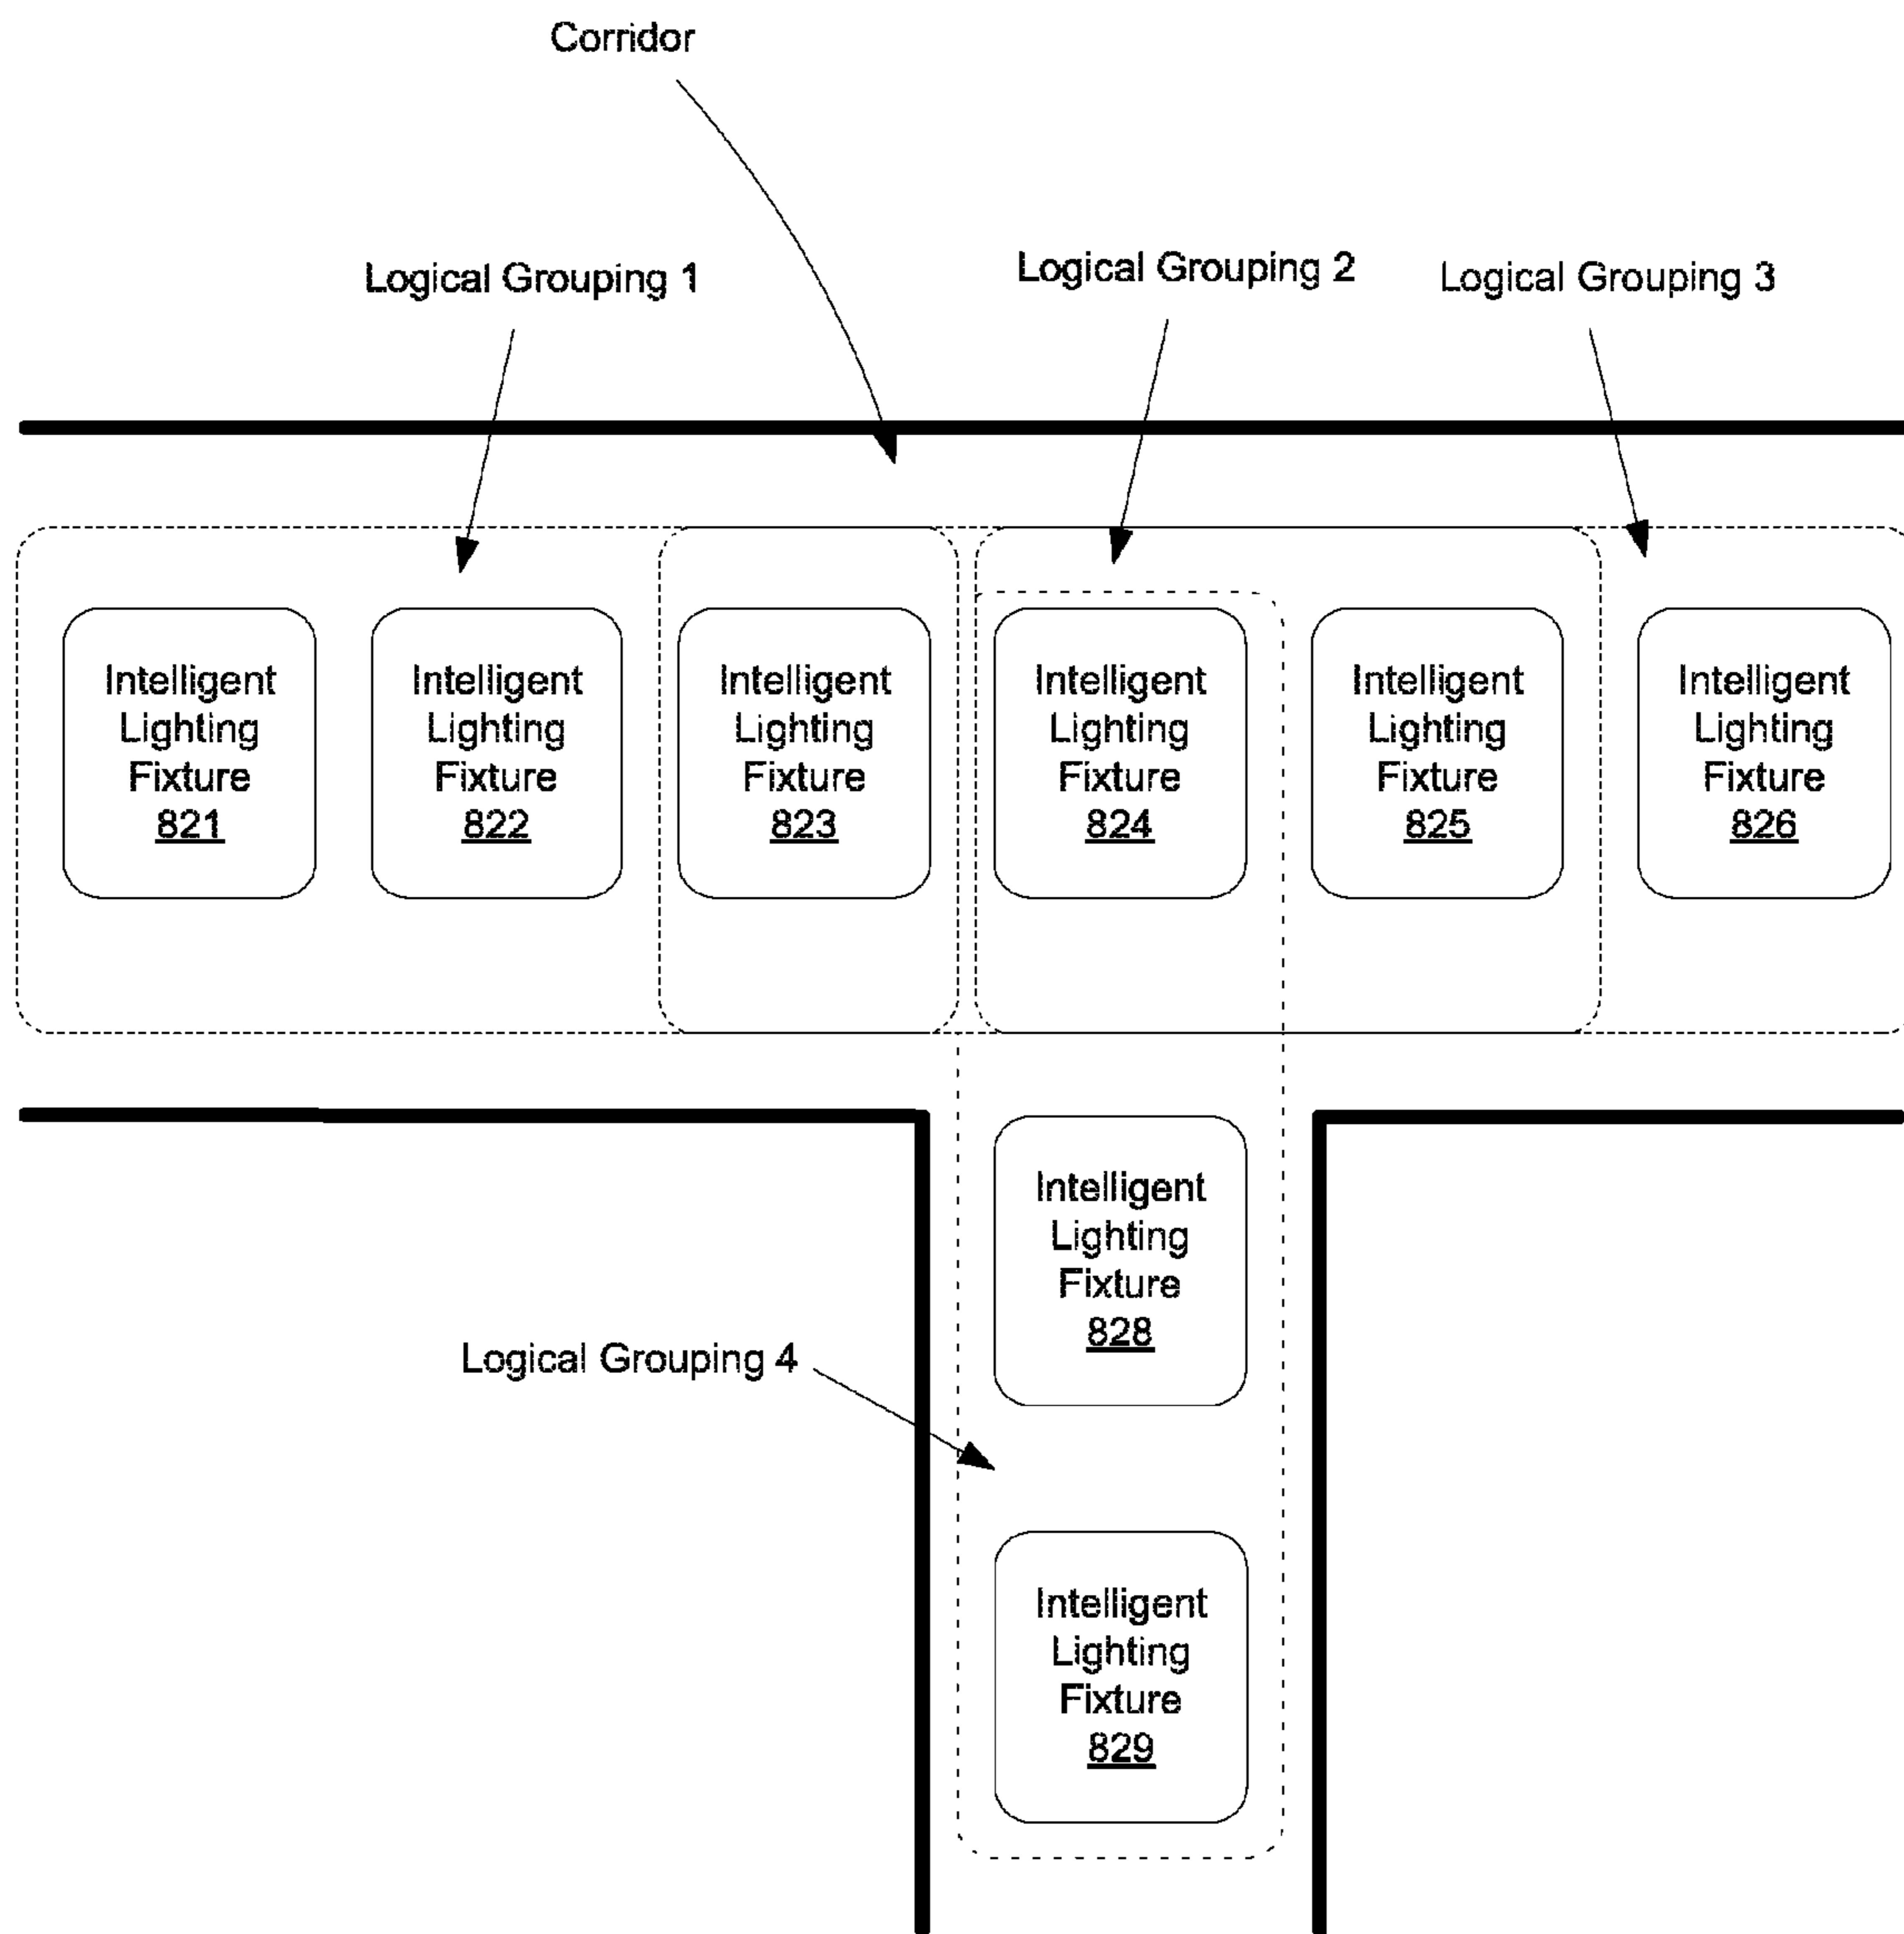 Corridor
Logical Grouping 1
Logical Grouping 2
Logical Grouping 3
Intelligent
Lighting
Fixture
821
Intelligent
Lighting
Fixture
822
Intelligent
Lighting
Fixture
823
Intelligent
Lighting
Fixture
824
Intelligent
Lighting
Fixture
825
Intelligent
Lighting
Fixture
826
Intelligent
Lighting
Fixture
828
Logical Grouping 4
Intelligent
Lighting
Fixture
829